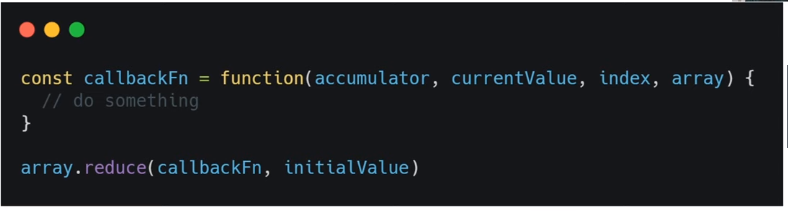 const callbackFn = function(accumulator, currentValue, index, array) {
  // do something
}
array.reduce(callbackFn, initialValue)